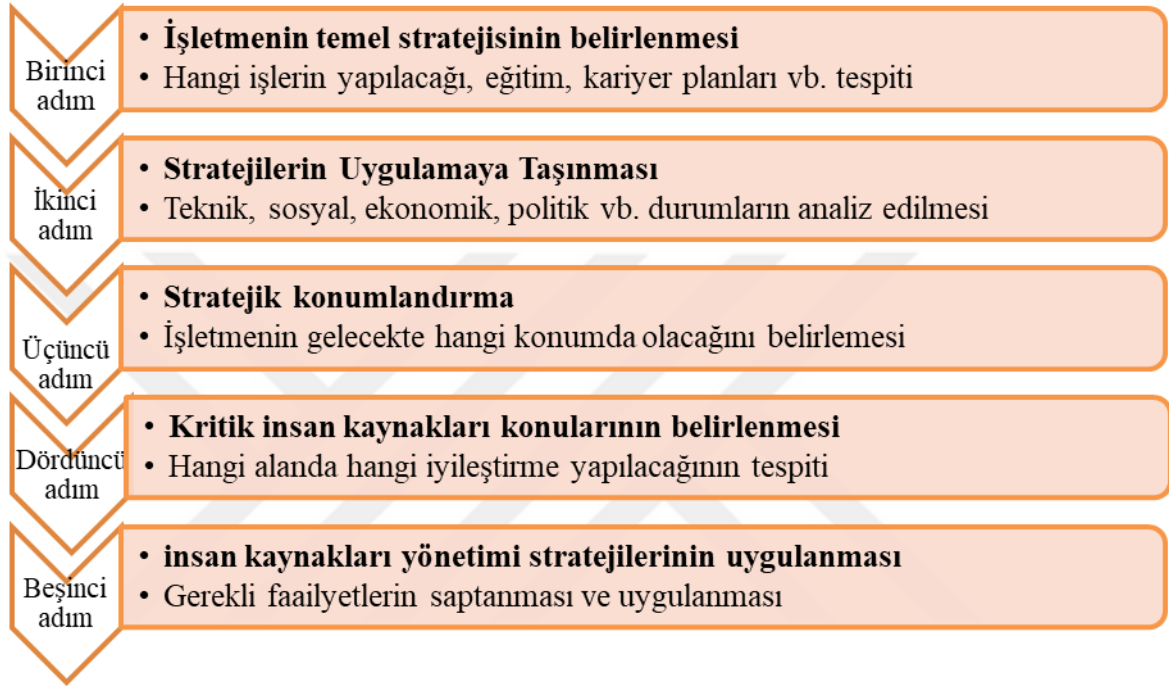 Birinci
adım
• İşletmenin temel stratejisinin belirlenmesi
• Hangi işlerin yapılacağı, eğitim, kariyer planları vb. tespiti
İkinci
adım
• Stratejilerin Uygulamaya Taşınması
• Teknik, sosyal, ekonomik, politik vb. durumların analiz edilmesi
Üçüncü
adım
• Stratejik konumlandırma
• İşletmenin gelecekte hangi konumda olacağını belirlemesi
Dördüncü
adım
• Kritik insan kaynakları konularının belirlenmesi
• Hangi alanda hangi iyileştirme yapılacağının tespiti
Beşinci
adım
• insan kaynakları yönetimi stratejilerinin uygulanması
• Gerekli faailyetlerin saptanması ve uygulanması